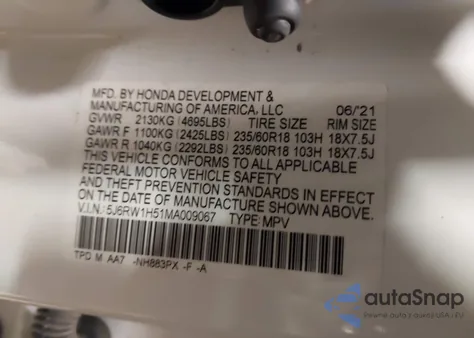 MFD. BY HONDA DEVELOPMENT &
MANUFACTURING OF AMERICA, LLC 06/'21
GVWR 2130KG (4695LBS) TIRE SIZE RIM SIZE
GAWR F 1100KG (2425LBS) 235/60R18 103H 18X7.5J
GAWR R 1040KG (2292LBS) 235/60R18 103H 18X7.5J
THIS VEHICLE CONFORMS TO ALL APPLICABLE
FEDERAL MOTOR VEHICLE SAFETY
AND THEFT PREVENTION STANDARDS IN EFFECT
ON THE DATE OF MANUFACTURE SHOWN ABOVE.
V.I.N.: 5J6RW1H51MA009067 TYPE: MPV
TPD M AA7 -NH883PX -F -A
autoSnap